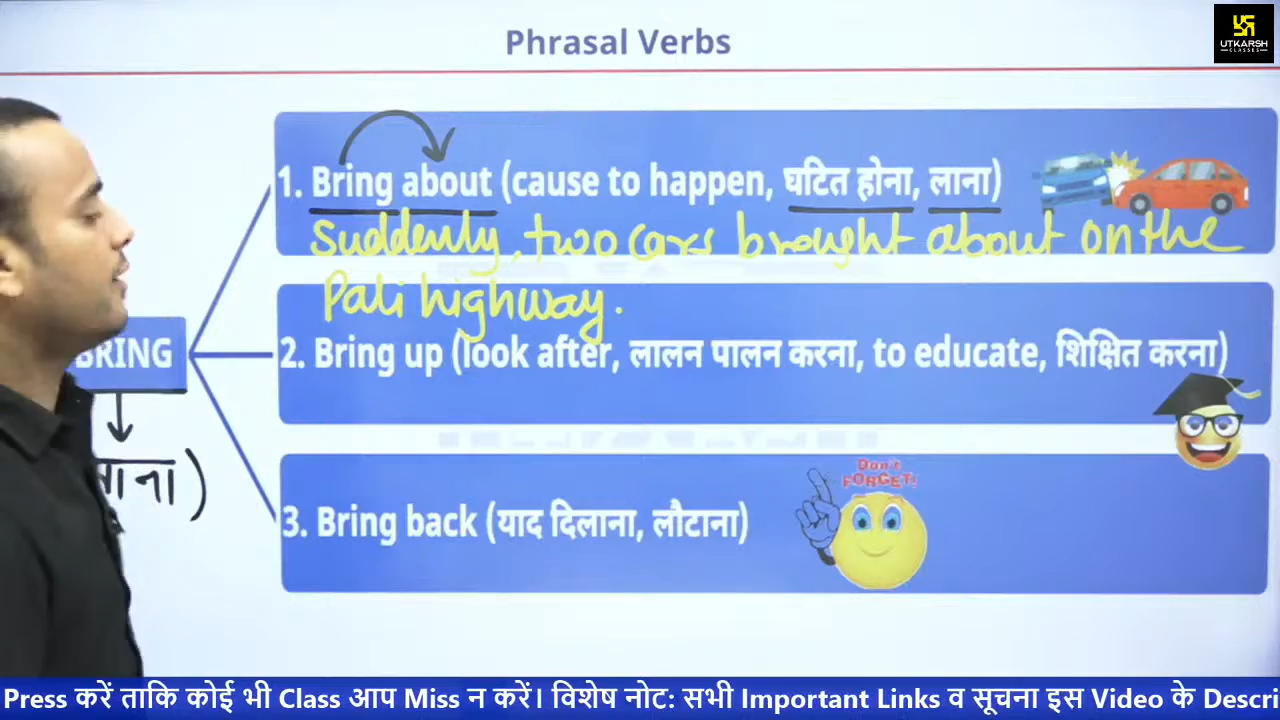 Phrasal Verbs
UTKARSH
CLASSES
1. Bring about (cause to happen, घटित होना, लाना)
Suddenly, two cars brought about on the
Pali highway.
BRING
2. Bring up (look after, लालन पालन करना, to educate, शिक्षित करना)
Don't
FORGET!
3. Bring back (याद दिलाना, लौटाना)
Press करें ताकि कोई भी Class आप Miss न करें। विशेष नोट: सभी Important Links व सूचना इस Video के Descri